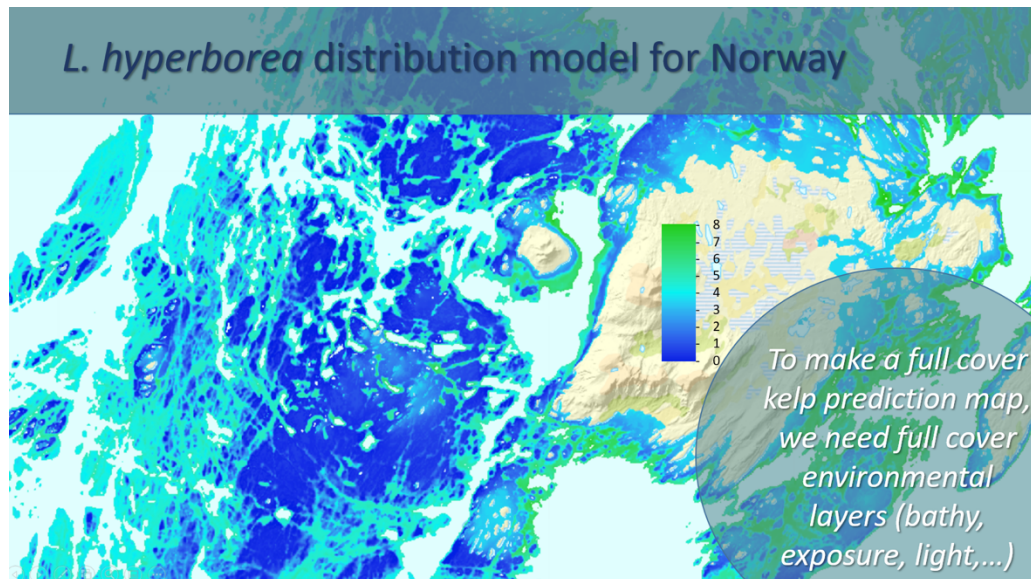 L. hyperborea distribution model for Norway
8
7
6
5
4
3
2
1
0
To make a full cover
kelp prediction map,
we need full cover
environmental
layers (bathy,
exposure, light,...)